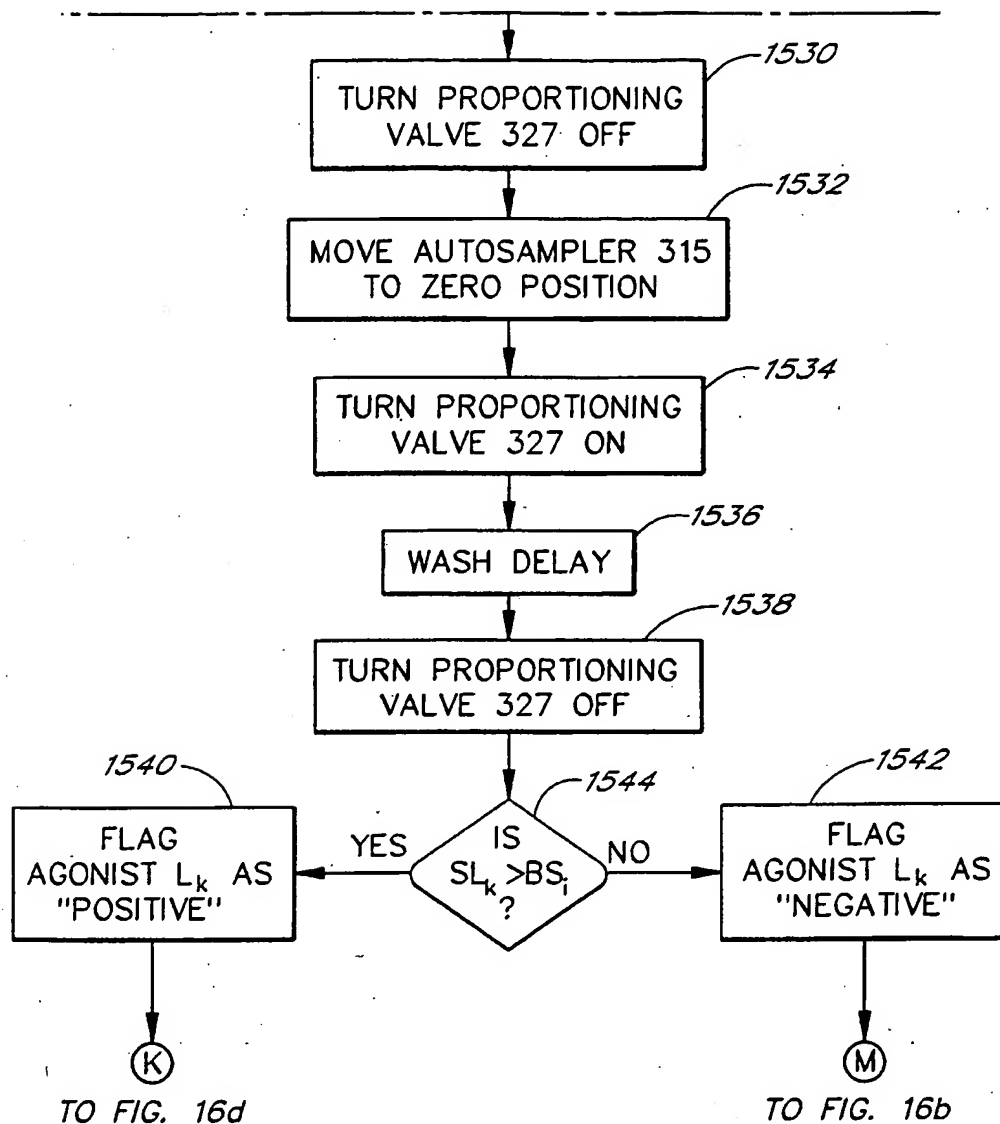 1530
TURN PROPORTIONING
VALVE 327 OFF
1532
MOVE AUTOSAMPLER 315
TO ZERO POSITION
1534
TURN PROPORTIONING
VALVE 327 ON
1536
WASH DELAY
1538
TURN PROPORTIONING
VALVE 327 OFF
1540
FLAG
AGONIST Lk AS
"POSITIVE"
YES
1544
IS
SLk >BSi
?
NO
1542
FLAG
AGONIST Lk AS
"NEGATIVE"
K
TO FIG. 16d
M
TO FIG. 16b